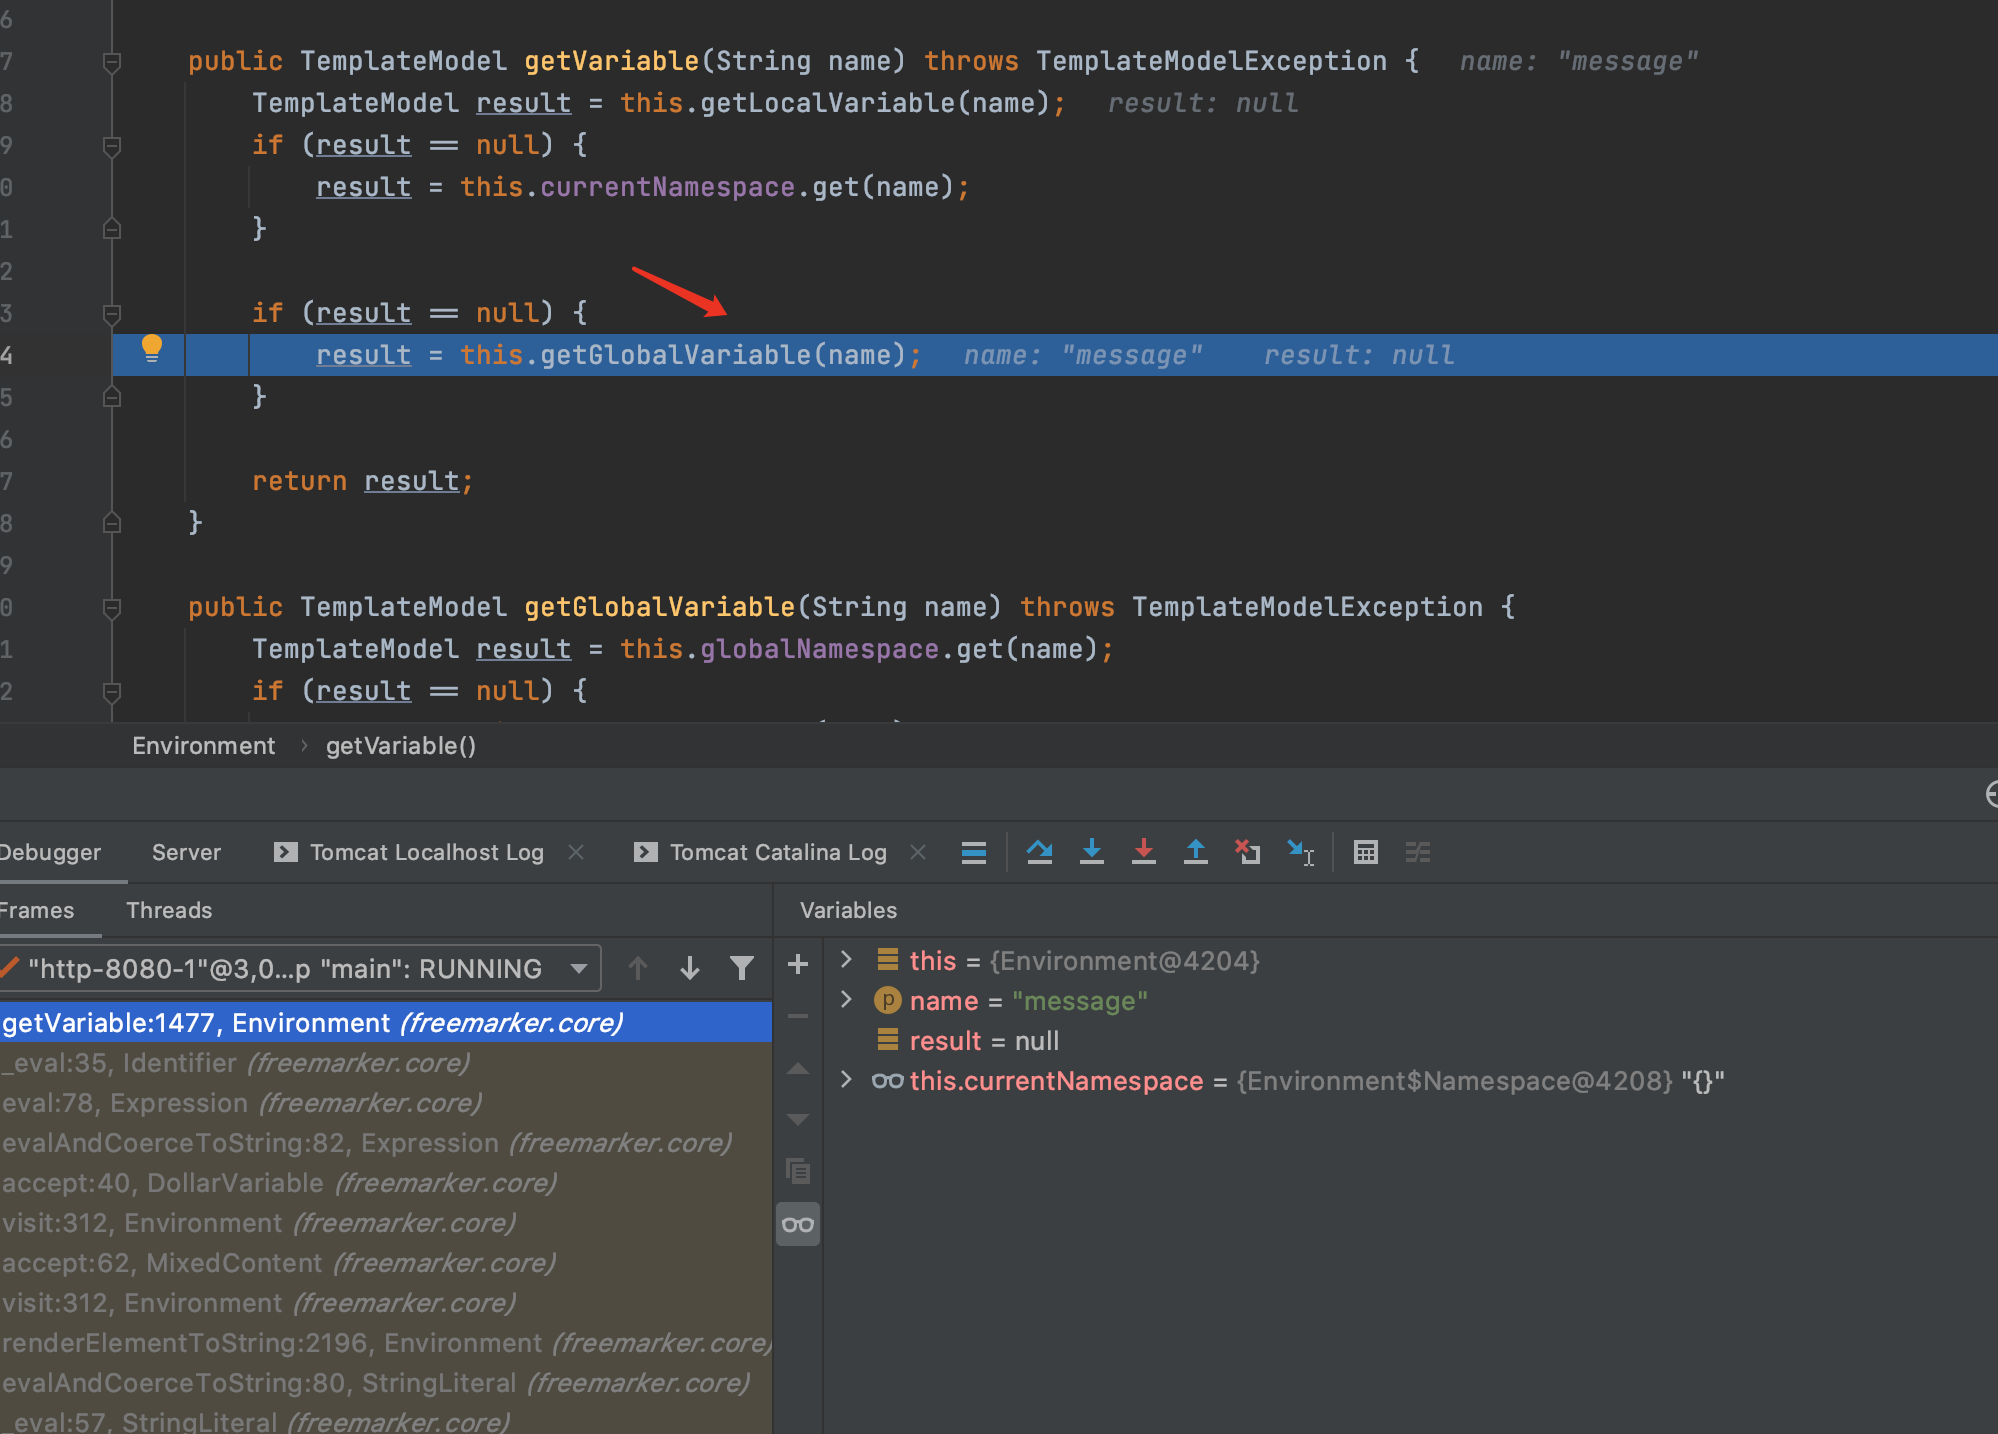 6
7 public TemplateModel getVariable(String name) throws TemplateModelException { name: "message"
8 TemplateModel result = this.getLocalVariable(name); result: null
9 if (result == null) {
0 result = this.currentNamespace.get(name);
1 }
2
3 if (result == null) {
4 result = this.getGlobalVariable(name); name: "message" result: null
5 }
6
7 return result;
8 }
9
0 public TemplateModel getGlobalVariable(String name) throws TemplateModelException {
1 TemplateModel result = this.globalNamespace.get(name);
2 if (result == null) {
Environment › getVariable()
Debugger Server Tomcat Localhost Log × Tomcat Catalina Log ×
Frames Threads Variables
"http-8080-1"@3,0...p "main": RUNNING
getVariable:1477, Environment (freemarker.core)
_eval:35, Identifier (freemarker.core)
eval:78, Expression (freemarker.core)
evalAndCoerceToString:82, Expression (freemarker.core)
accept:40, DollarVariable (freemarker.core)
visit:312, Environment (freemarker.core)
accept:62, MixedContent (freemarker.core)
visit:312, Environment (freemarker.core)
renderElementToString:2196, Environment (freemarker.core)
evalAndCoerceToString:80, StringLiteral (freemarker.core)
_eval:57, StringLiteral (freemarker.core)
this = {Environment@4204}
p name = "message"
result = null
this.currentNamespace = {Environment$Namespace@4208} "{}"